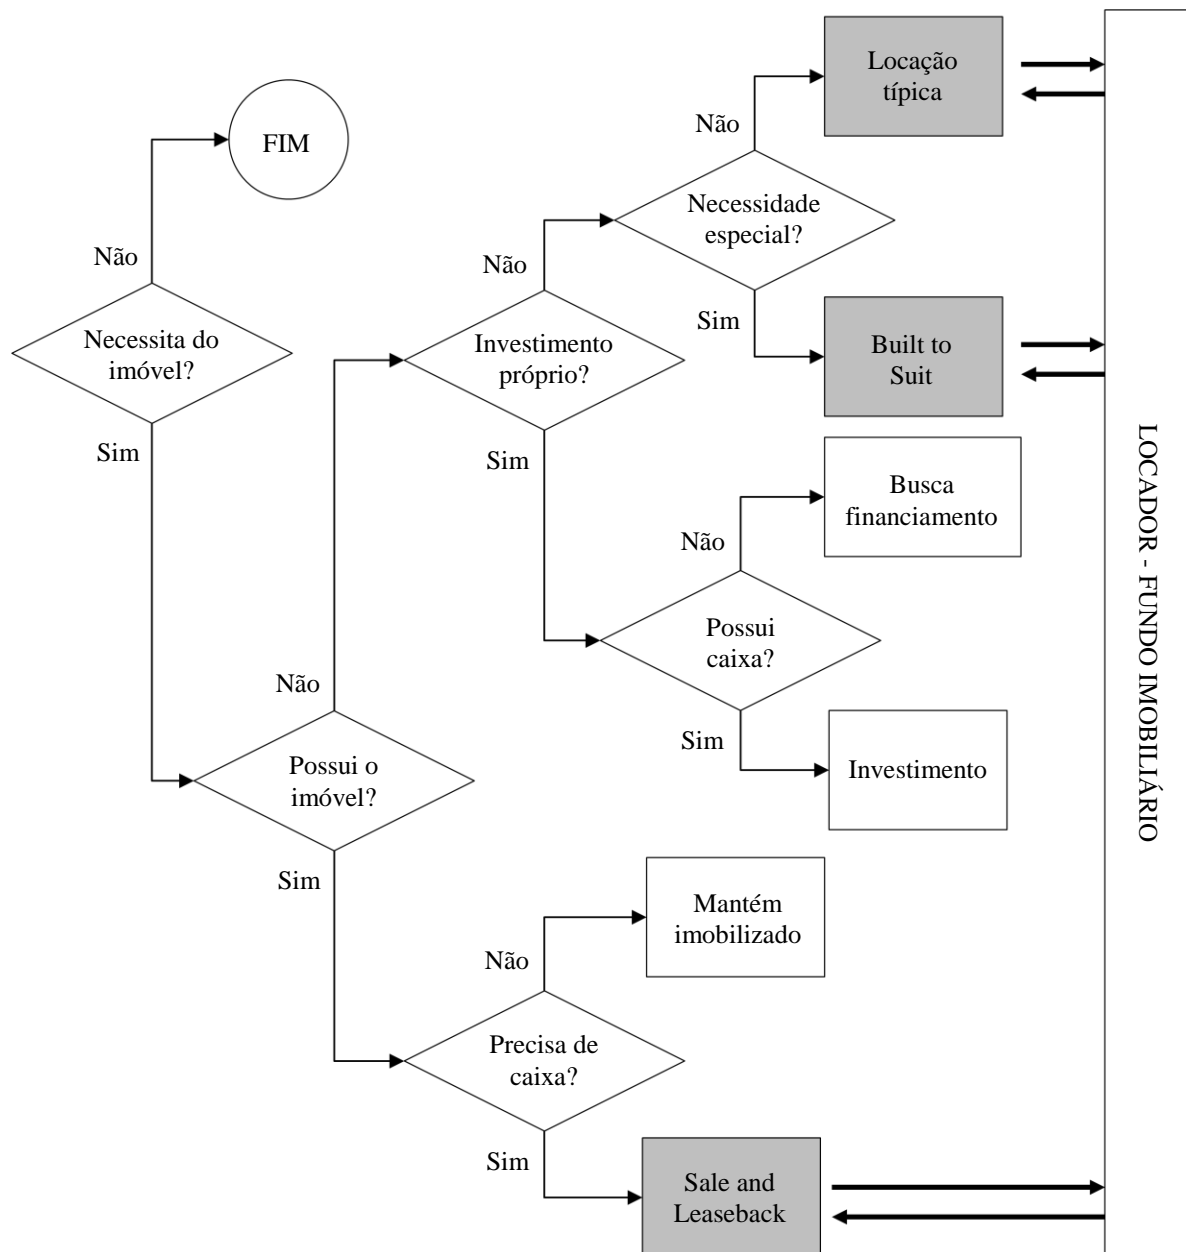 Locação
típica
Não
FIM
Necessidade
especial?
Não
Não
Sim
Necessita do
imóvel?
Investimento
próprio?
Built to
Suit
Sim
Sim
Busca
financiamento
Não
Possui
caixa?
LOCADOR - FUNDO IMOBILIÁRIO
Não
Sim
Possui o
imóvel?
Investimento
Sim
Mantém
imobilizado
Não
Precisa de
caixa?
Sim
Sale and
Leaseback